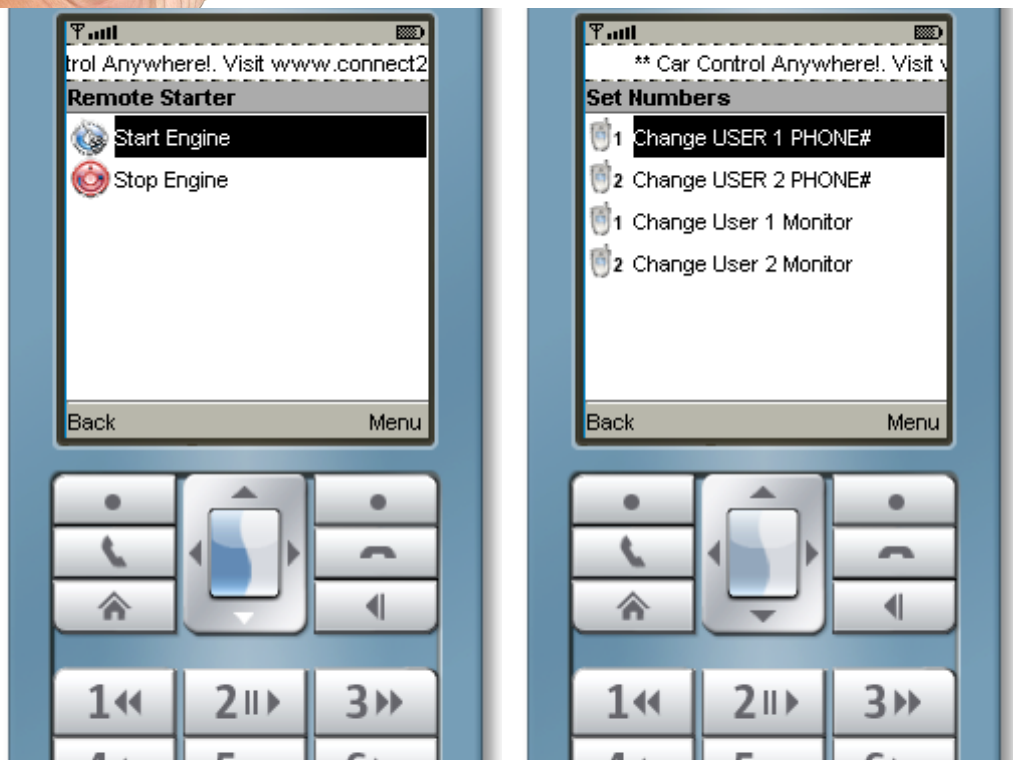 trol Anywhere!. Visit www.connect2
Remote Starter
Start Engine
Stop Engine
Back Menu
1
2
3
** Car Control Anywhere!. Visit
Set Numbers
1 Change USER 1 PHONE#
2 Change USER 2 PHONE#
1 Change User 1 Monitor
2 Change User 2 Monitor
Back Menu
1
2
3